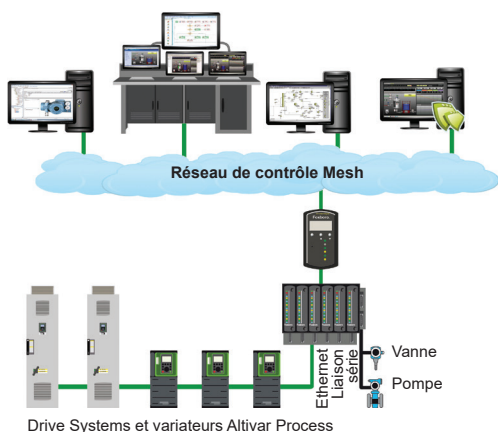 Réseau de contrôle Mesh
Foxboro
Ethernet
Liaison
série
Vanne
Pompe
Drive Systems et variateurs Altivar Process